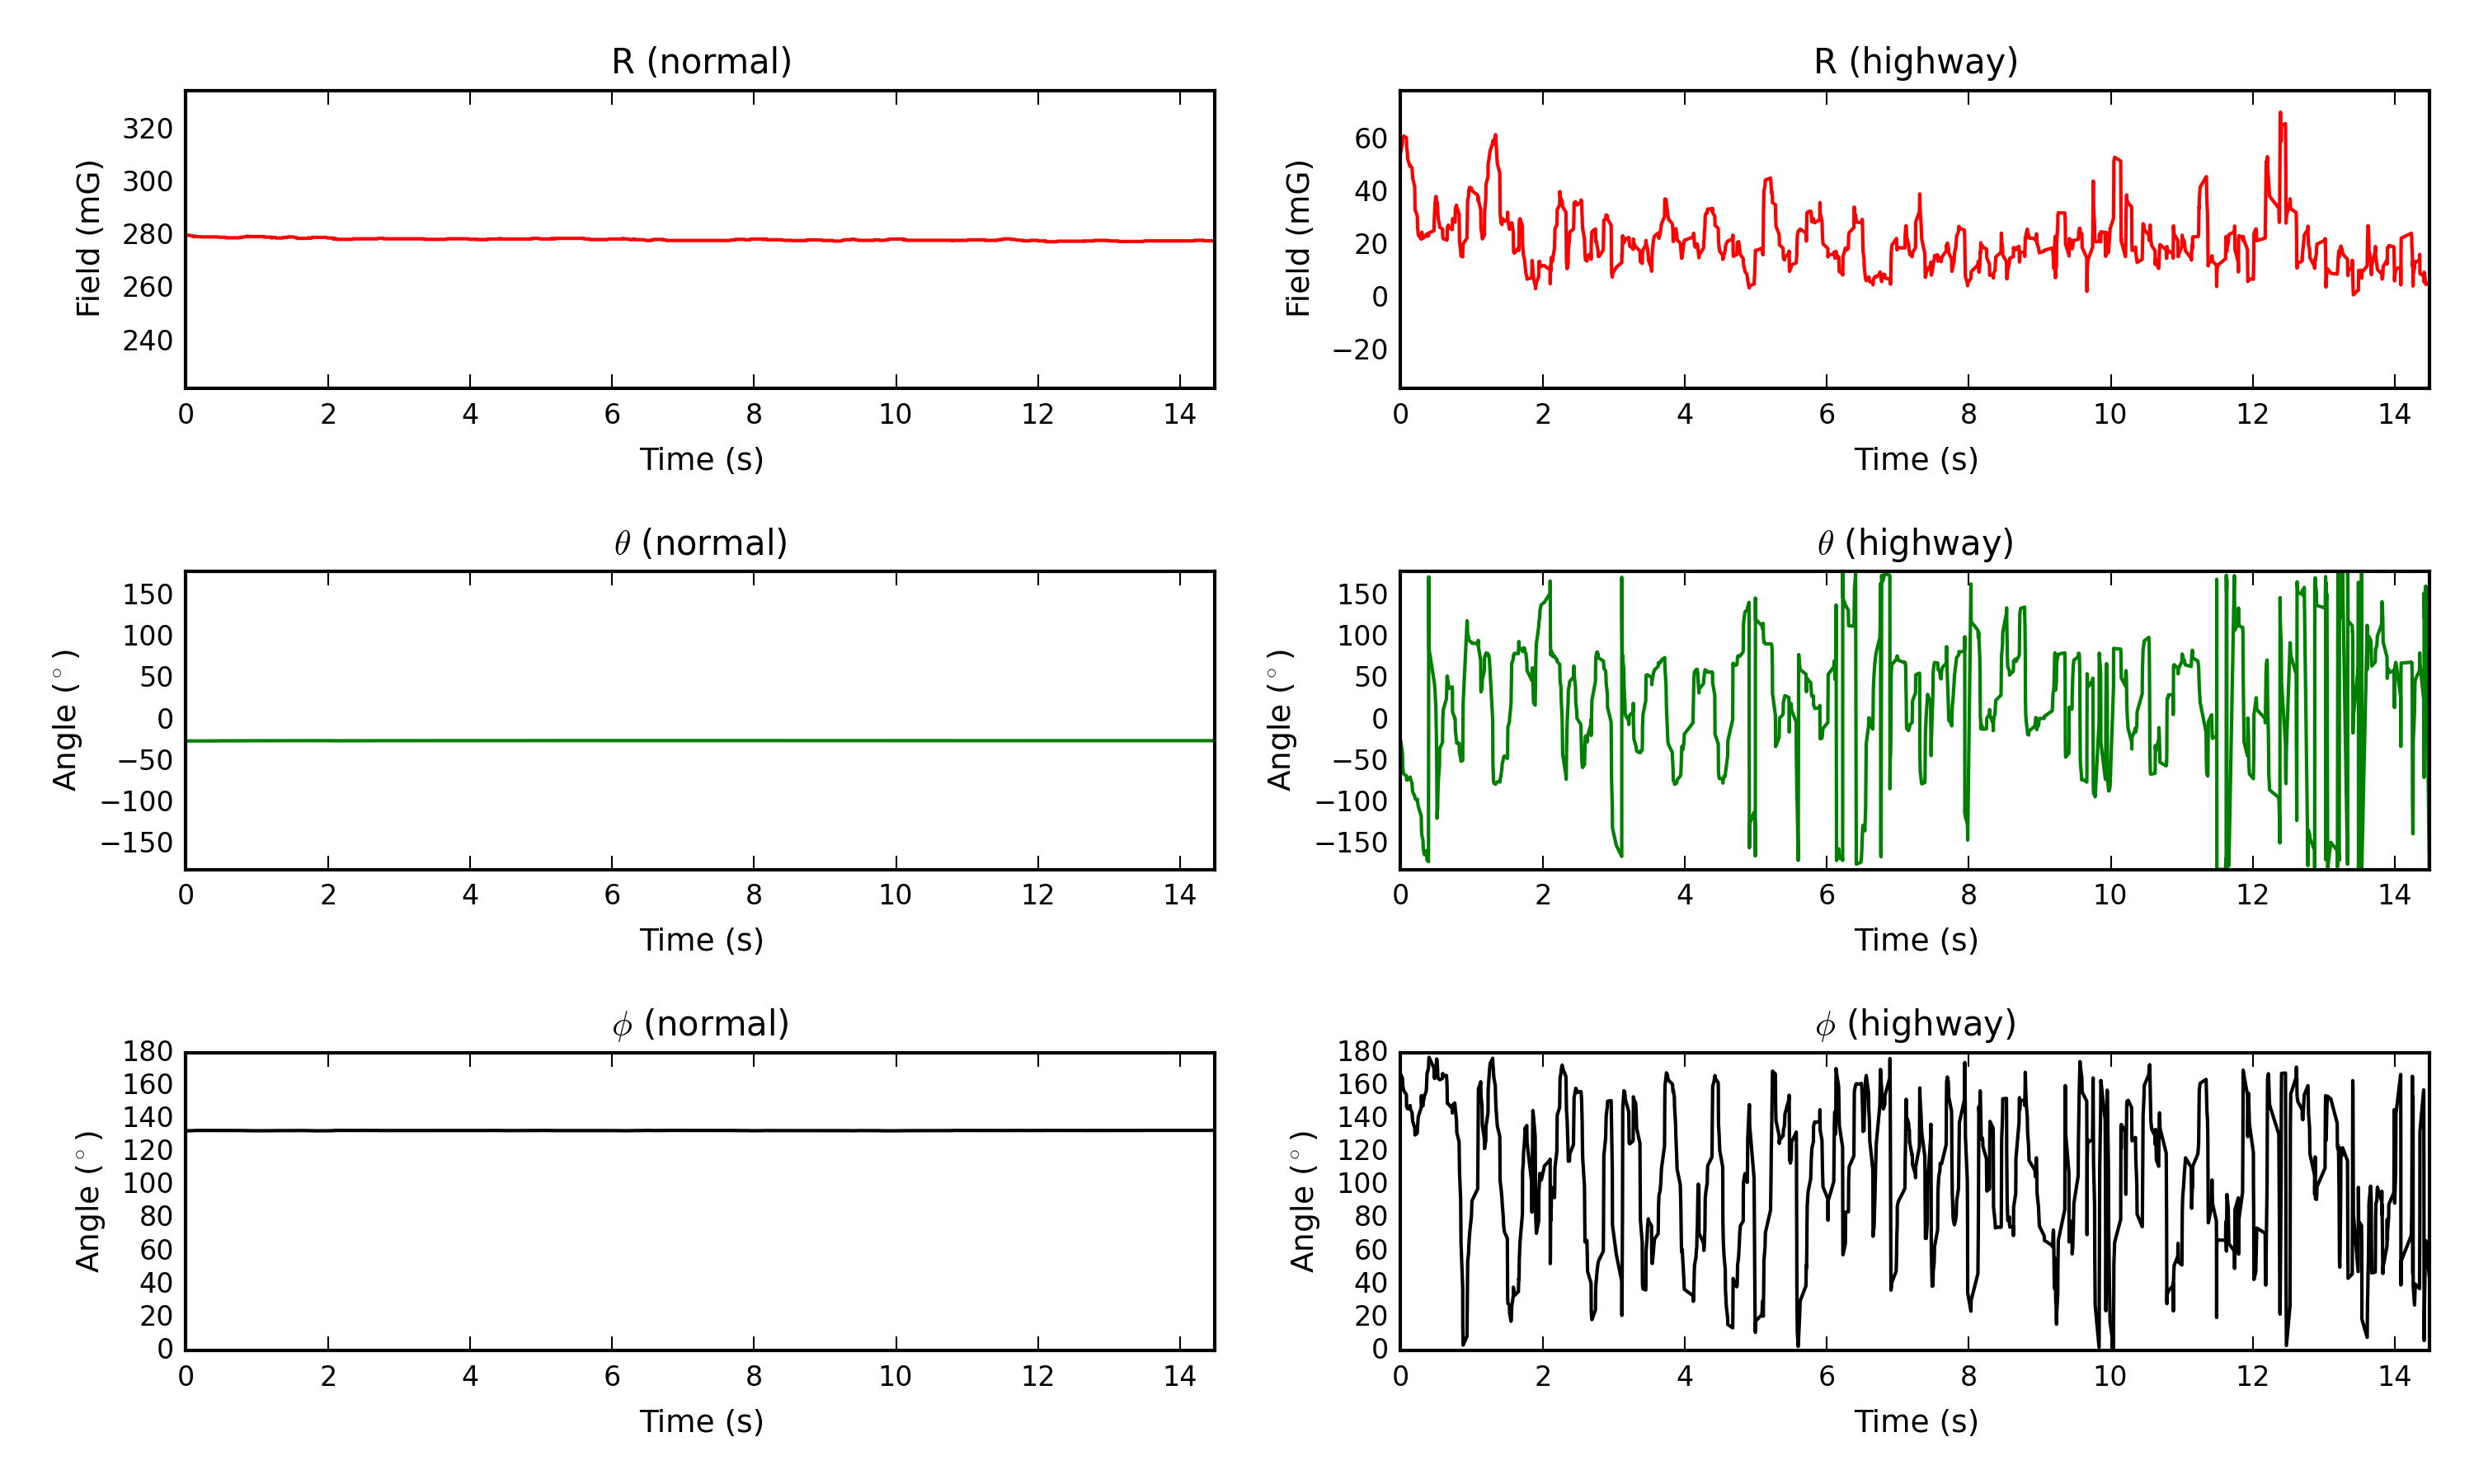 R (normal)
R (highway)
320
300
280
260
240
Field (mG)
0 2 4 6 8 10 12 14
Time (s)
60
40
20
0
−20
Field (mG)
0 2 4 6 8 10 12 14
Time (s)
θ (normal)
θ (highway)
150
100
50
0
−50
−100
−150
Angle (°)
0 2 4 6 8 10 12 14
Time (s)
150
100
50
0
−50
−100
−150
Angle (°)
0 2 4 6 8 10 12 14
Time (s)
ϕ (normal)
ϕ (highway)
180
160
140
120
100
80
60
40
20
0
Angle (°)
0 2 4 6 8 10 12 14
Time (s)
180
160
140
120
100
80
60
40
20
0
Angle (°)
0 2 4 6 8 10 12 14
Time (s)